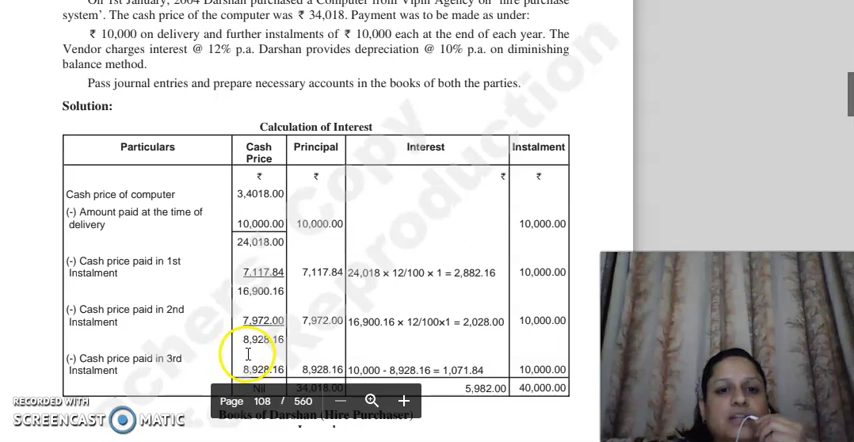 On 1st January, 2004 Darshan purchased a Computer from Vipin Agency on 'hire purchase
system'. The cash price of the computer was ₹ 34,018. Payment was to be made as under:
₹ 10,000 on delivery and further instalments of ₹ 10,000 each at the end of each year. The
Vendor charges interest @ 12% p.a. Darshan provides depreciation @ 10% p.a. on diminishing
balance method.
Pass journal entries and prepare necessary accounts in the books of both the parties.
Solution:
Calculation of Interest
Particulars Cash Price Principal Interest Instalment
₹ ₹ ₹ ₹
Cash price of computer 3,4018.00
(-) Amount paid at the time of
delivery 10,000.00 10,000.00 10,000.00
24,018.00
(-) Cash price paid in 1st
Instalment 7,117.84 7,117.84 24,018 × 12/100 × 1 = 2,882.16 10,000.00
16,900.16
(-) Cash price paid in 2nd
Instalment 7,972.00 7,972.00 16,900.16 × 12/100×1 = 2,028.00 10,000.00
8,928.16
(-) Cash price paid in 3rd
Instalment 8,928.16 8,928.16 10,000 - 8,928.16 = 1,071.84 10,000.00
Nil 34,018.00 5,982.00 40,000.00
Page 108 / 560
Books of Darshan (Hire Purchaser)
RECORDED WITH
SCREENCAST MATIC